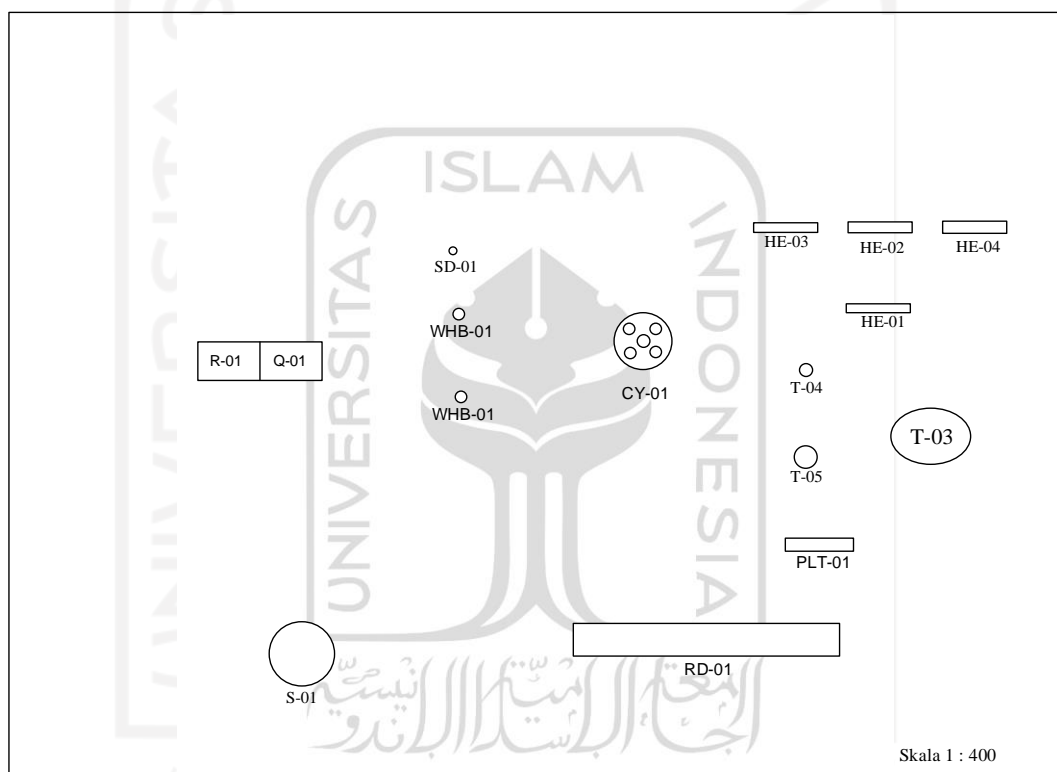 ISLAM
UNIVERSITAS
INDONESIA
HE-03
HE-02
HE-04
SD-01
HE-01
WHB-01
R-01
Q-01
CY-01
T-04
WHB-01
T-03
T-05
PLT-01
RD-01
S-01
Skala 1 : 400